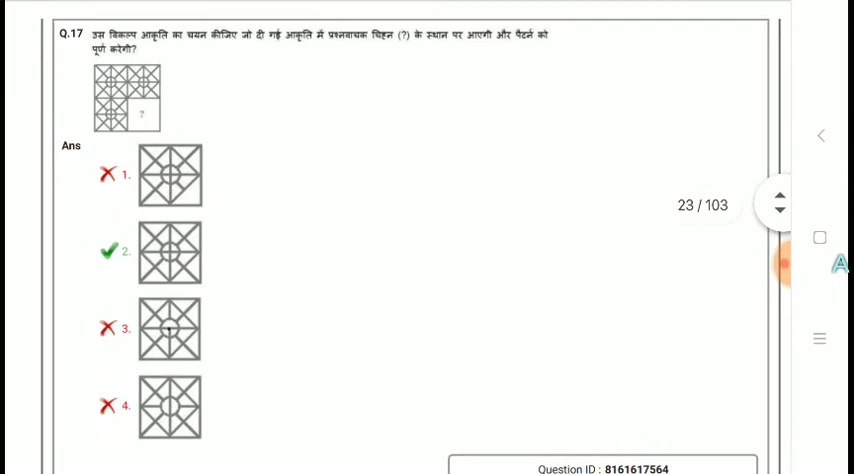 Q.17 उस विकल्प आकृति का चयन कीजिए जो दी गई आकृति में प्रश्नवाचक चिह्न (?) के स्थान पर आएगी और पैटर्न को
पूर्ण करेगी?
?
Ans
1.
2.
3.
4.
23 / 103
A
Question ID : 8161617564